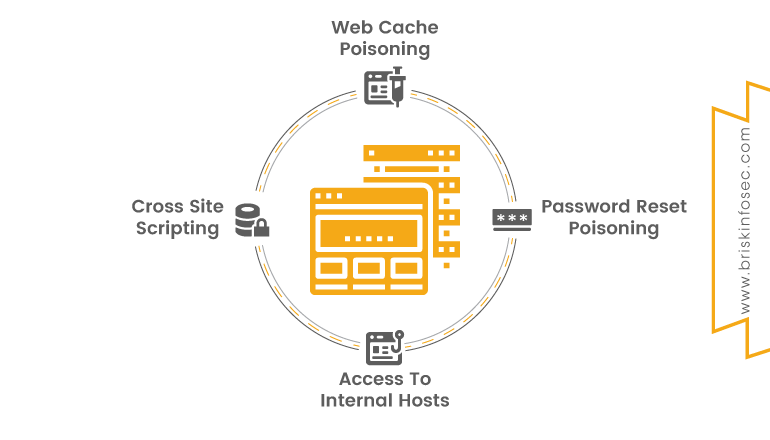 Web Cache
Poisoning
Cross Site
Scripting
***
Password Reset
Poisoning
Access To
Internal Hosts
www.briskinfosec.com